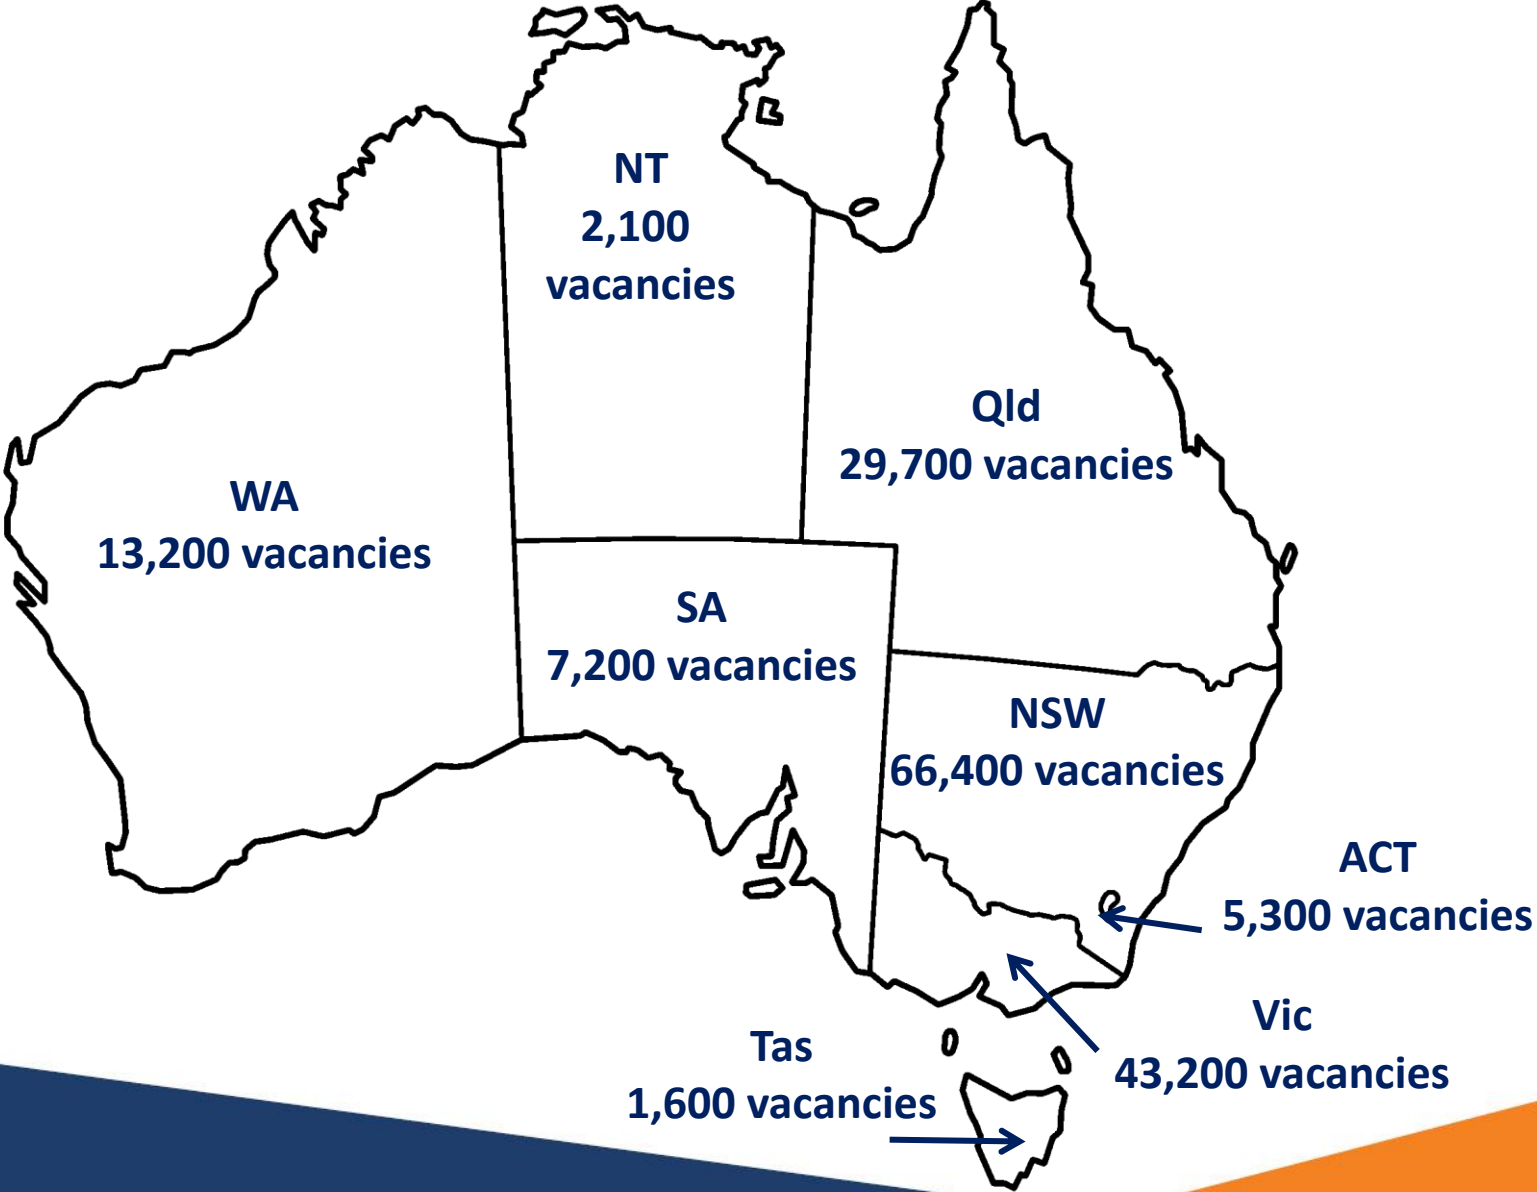 NT
2,100
vacancies
Qld
29,700 vacancies
WA
13,200 vacancies
SA
7,200 vacancies
NSW
66,400 vacancies
ACT
5,300 vacancies
Vic
43,200 vacancies
Tas
1,600 vacancies